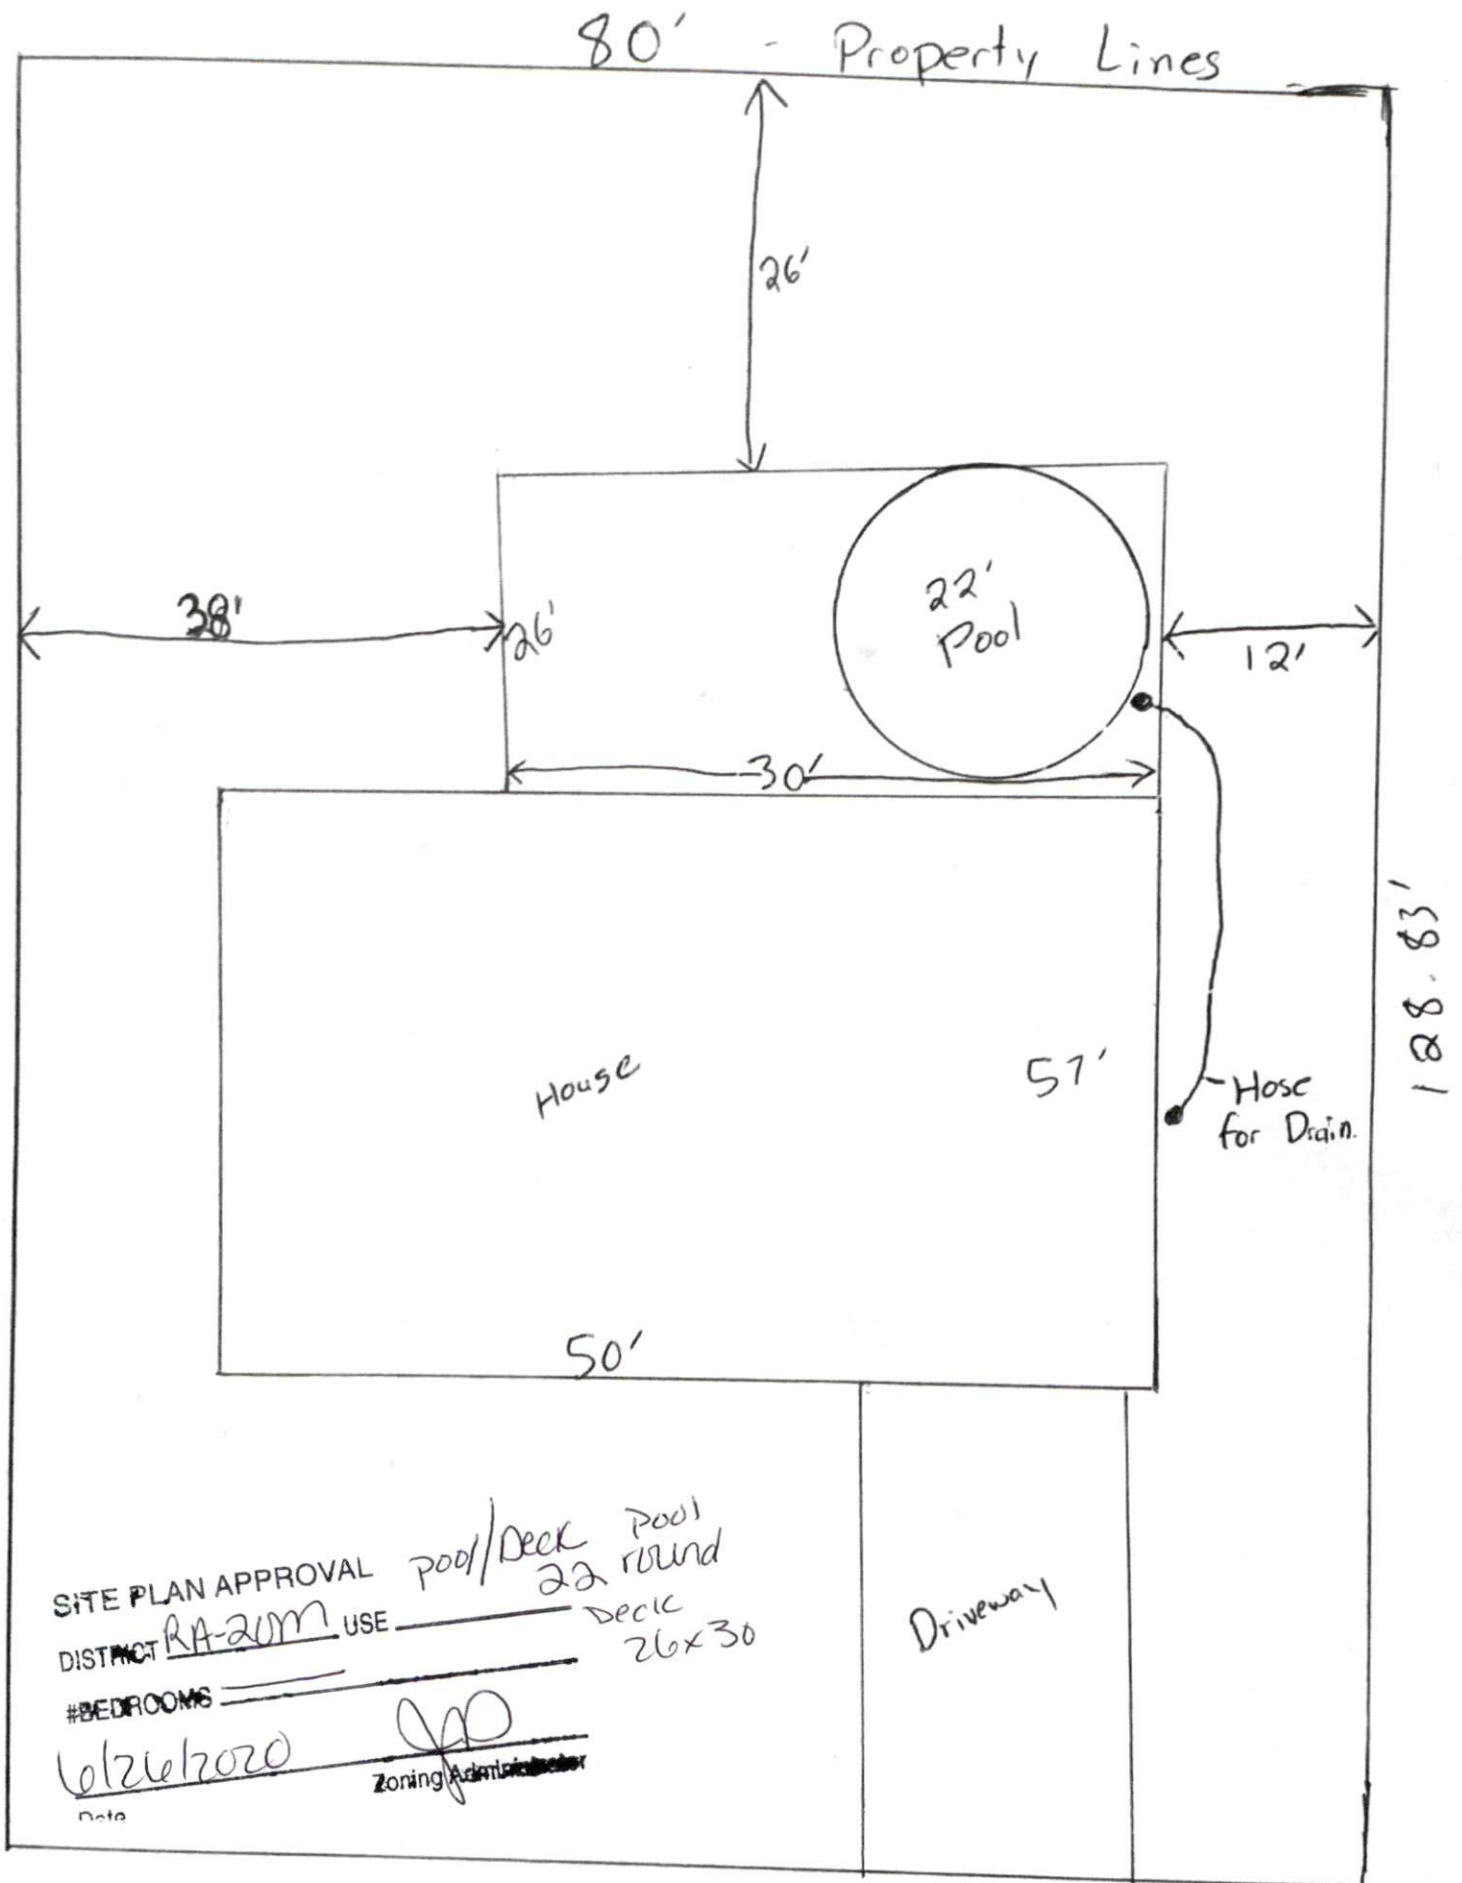 80' - Property Lines
26'
38'
26'
22'
Pool
12'
30'
128.83'
House
57'
Hose
for Drain.
50'
SITE PLAN APPROVAL
pool/Deck
Pool
22 round
DISTRICT RA-20M USE
Deck
26x30
#BEDROOMS
6/26/2020
Date
Zoning Administrator
Driveway